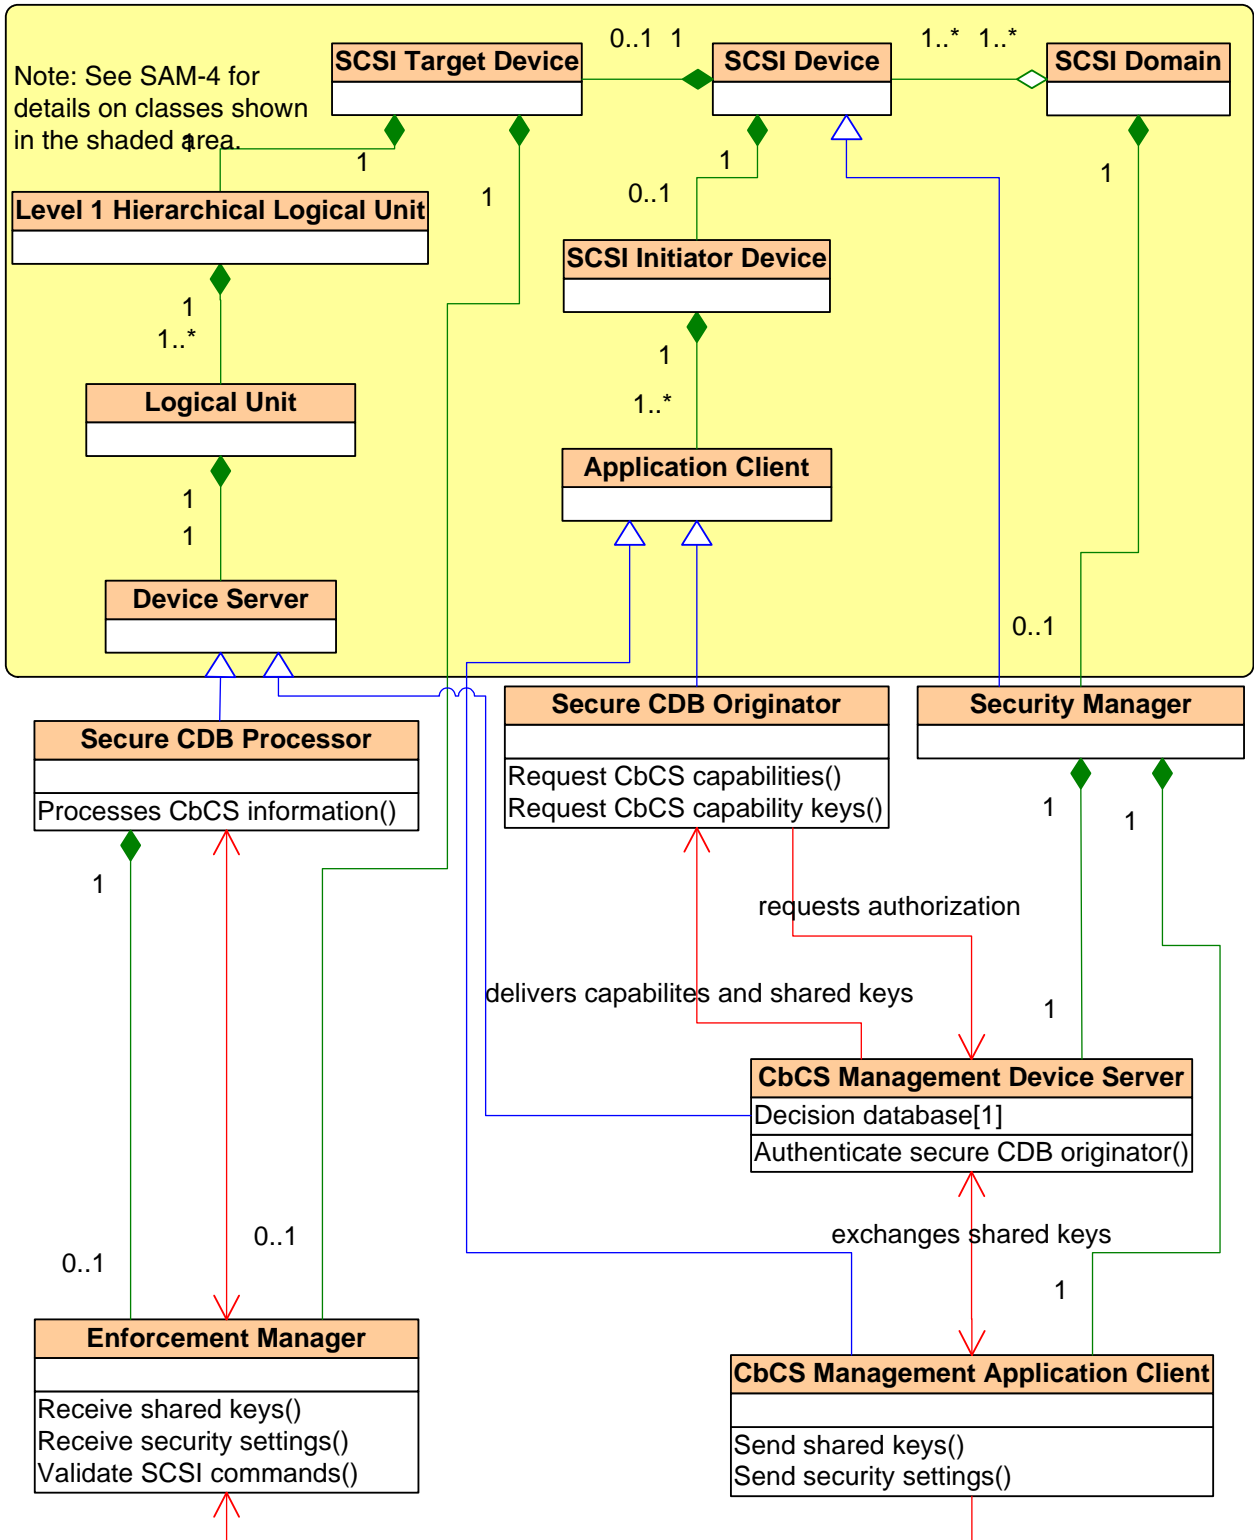 0..1 1
1..* 1..*
SCSI Target Device
SCSI Device
SCSI Domain
Note: See SAM-4 for
details on classes shown
in the shaded area.
1
1
1
1
1
0..1
Level 1 Hierarchical Logical Unit
SCSI Initiator Device
1
1..*
1
1..*
Logical Unit
Application Client
1
1
Device Server
0..1
Secure CDB Originator
Security Manager
Secure CDB Processor
Request CbCS capabilities()
Request CbCS capability keys()
Processes CbCS information()
1
1
1
requests authorization
delivers capabilites and shared keys
1
CbCS Management Device Server
Decision database[1]
Authenticate secure CDB originator()
exchanges shared keys
0..1
0..1
1
Enforcement Manager
Receive shared keys()
Receive security settings()
Validate SCSI commands()
CbCS Management Application Client
Send shared keys()
Send security settings()